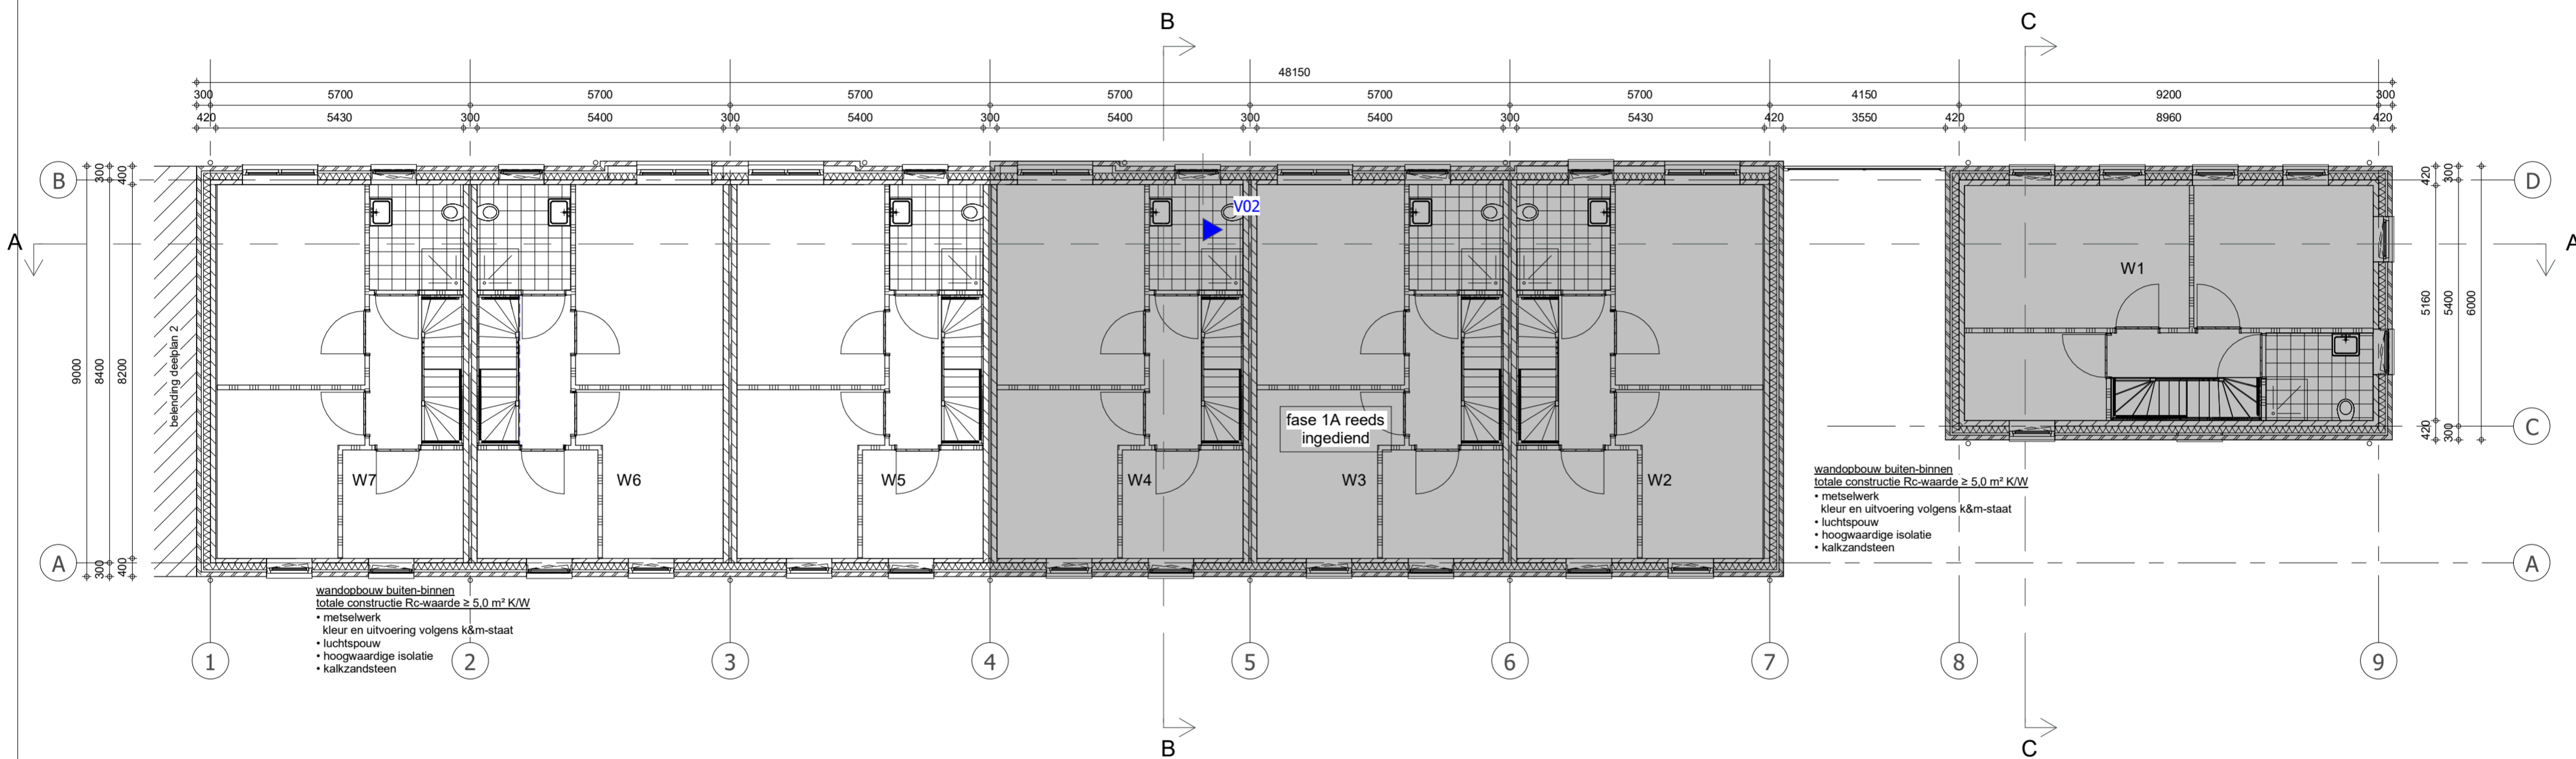 B
C
48150
300
5700
5700
5700
5700
5700
5700
4150
9200
300
420
5430
300
5400
300
5400
300
5400
300
5400
300
5430
420
3550
420
8960
420
B
300
400
420
300
D
A
V02
A
W1
9000
8400
8200
belending deelplan 2
5160
5400
6000
fase 1A reeds
ingediend
W7
W6
W5
W4
W3
W2
420
300
C
wandopbouw buiten-binnen
totale constructie Rc-waarde ≥ 5,0 m² K/W
• metselwerk
kleur en uitvoering volgens k&m-staat
• luchtspouw
• hoogwaardige isolatie
• kalkzandsteen
A
300
400
A
wandopbouw buiten-binnen
totale constructie Rc-waarde ≥ 5,0 m² K/W
• metselwerk
kleur en uitvoering volgens k&m-staat
• luchtspouw
• hoogwaardige isolatie
• kalkzandsteen
1
2
3
4
5
6
7
8
9
B
C